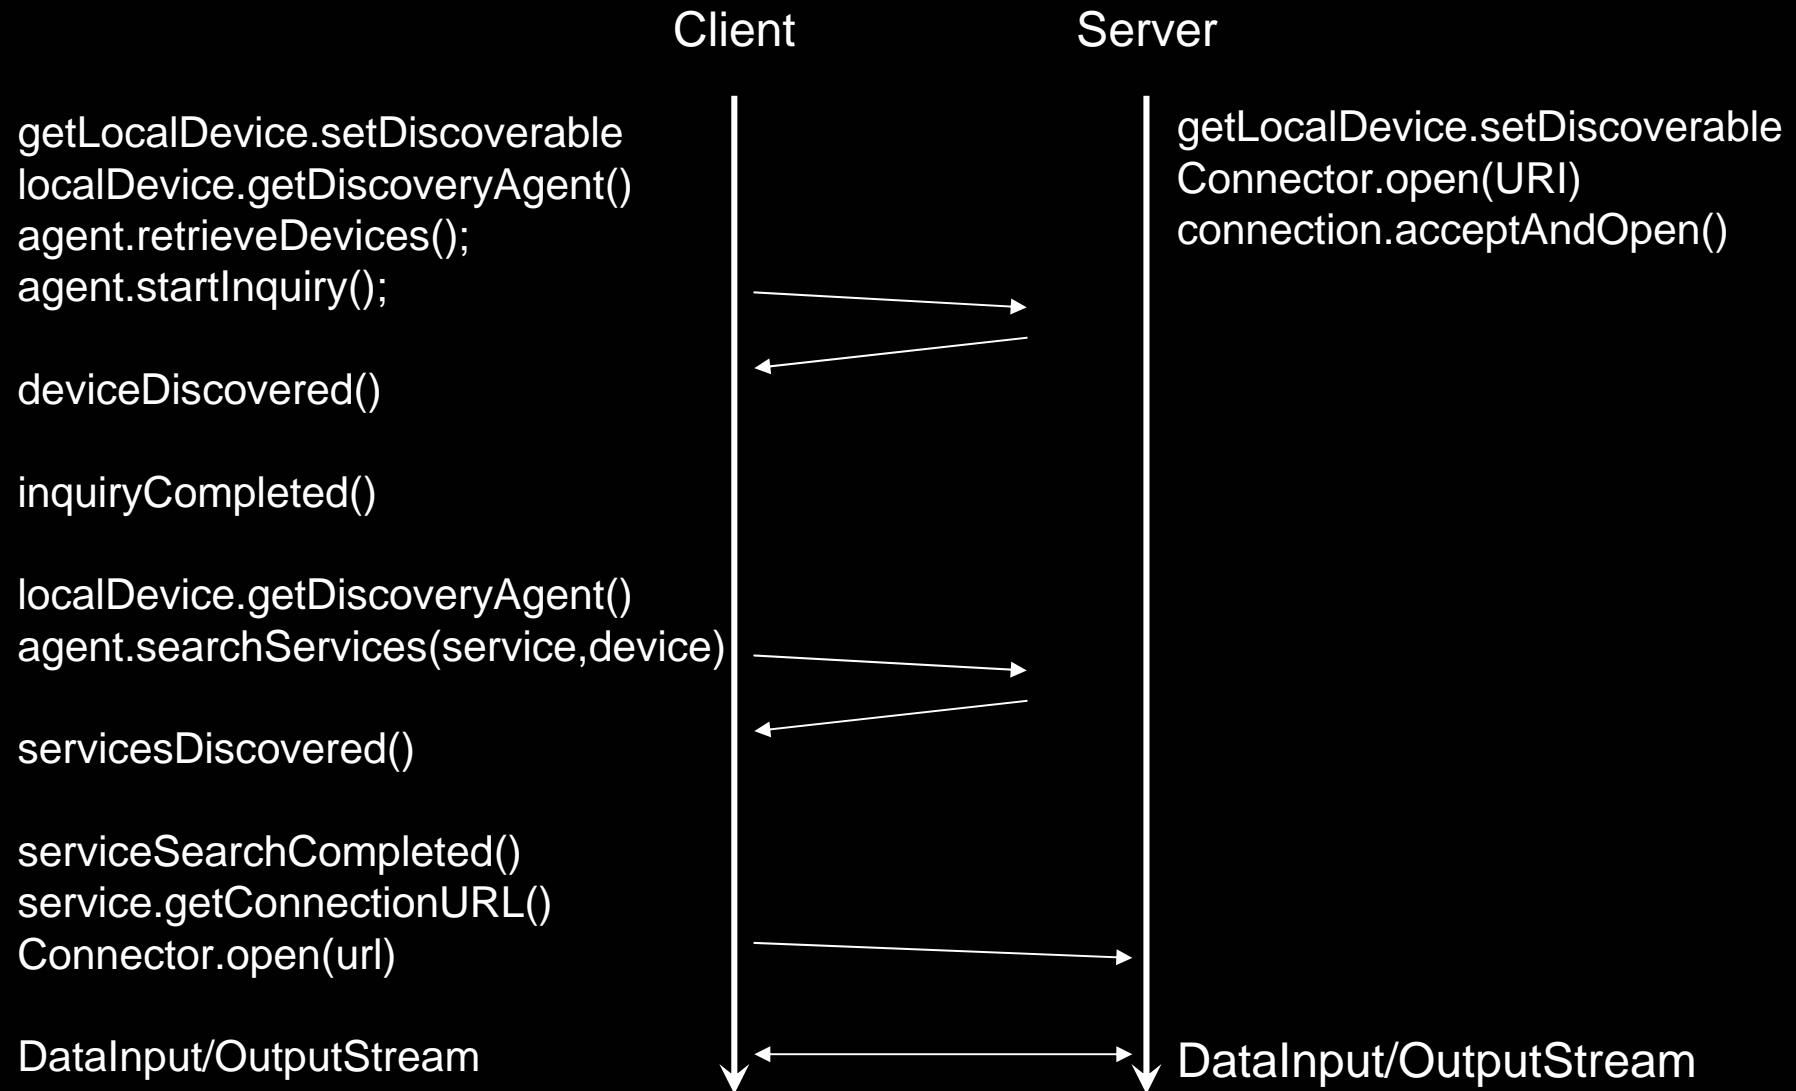 Client
Server
getLocalDevice.setDiscoverable
localDevice.getDiscoveryAgent()
agent.retrieveDevices();
agent.startInquiry();
deviceDiscovered()
inquiryCompleted()
localDevice.getDiscoveryAgent()
agent.searchServices(service,device)
servicesDiscovered()
serviceSearchCompleted()
service.getConnectionURL()
Connector.open(url)
DataInput/OutputStream
getLocalDevice.setDiscoverable
Connector.open(URI)
connection.acceptAndOpen()
DataInput/OutputStream